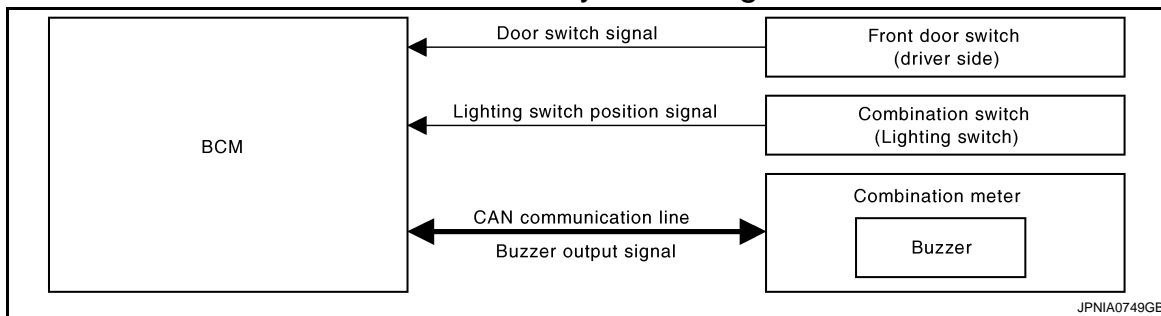 Door switch signal
Front door switch
(driver side)
Lighting switch position signal
Combination switch
(Lighting switch)
BCM
Combination meter
CAN communication line
Buzzer output signal
Buzzer
JPNIA0749GB